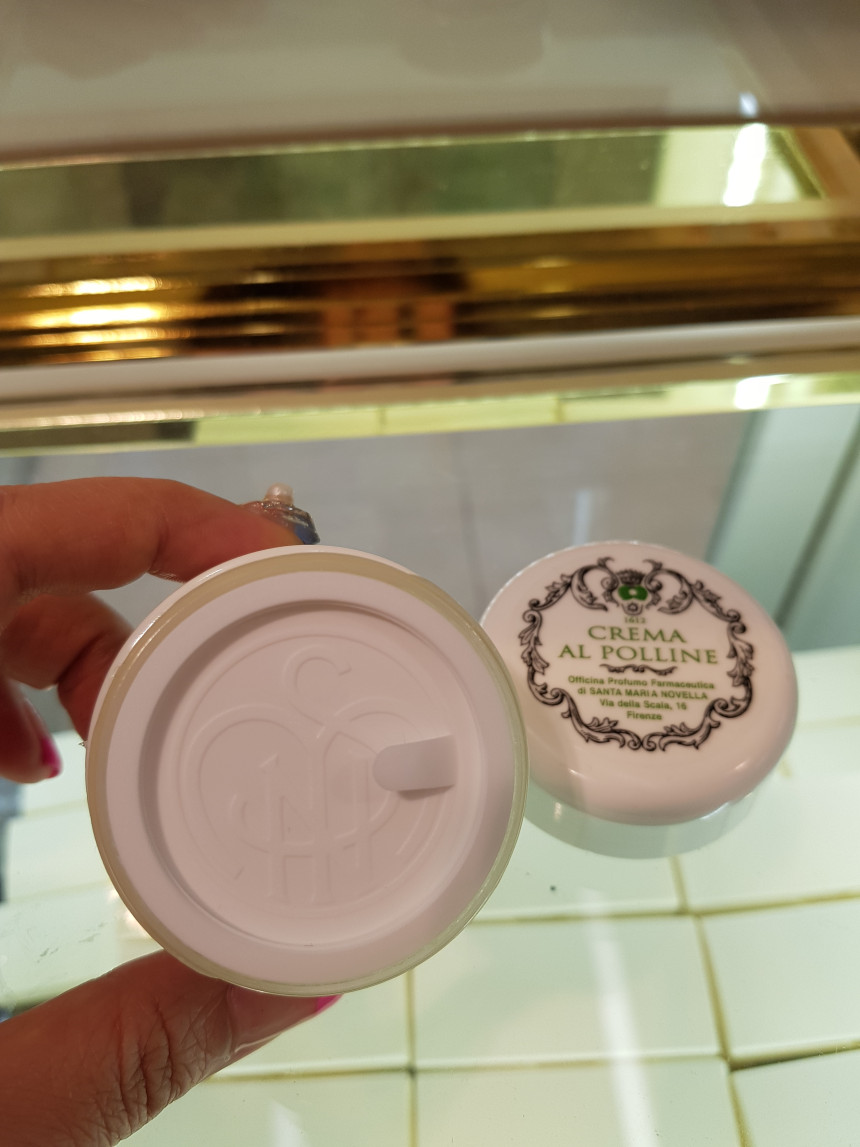 1612
CREMA
AL POLLINE
Officina Profumo Farmaceutica
di SANTA MARIA NOVELLA
Via della Scala, 16
Firenze